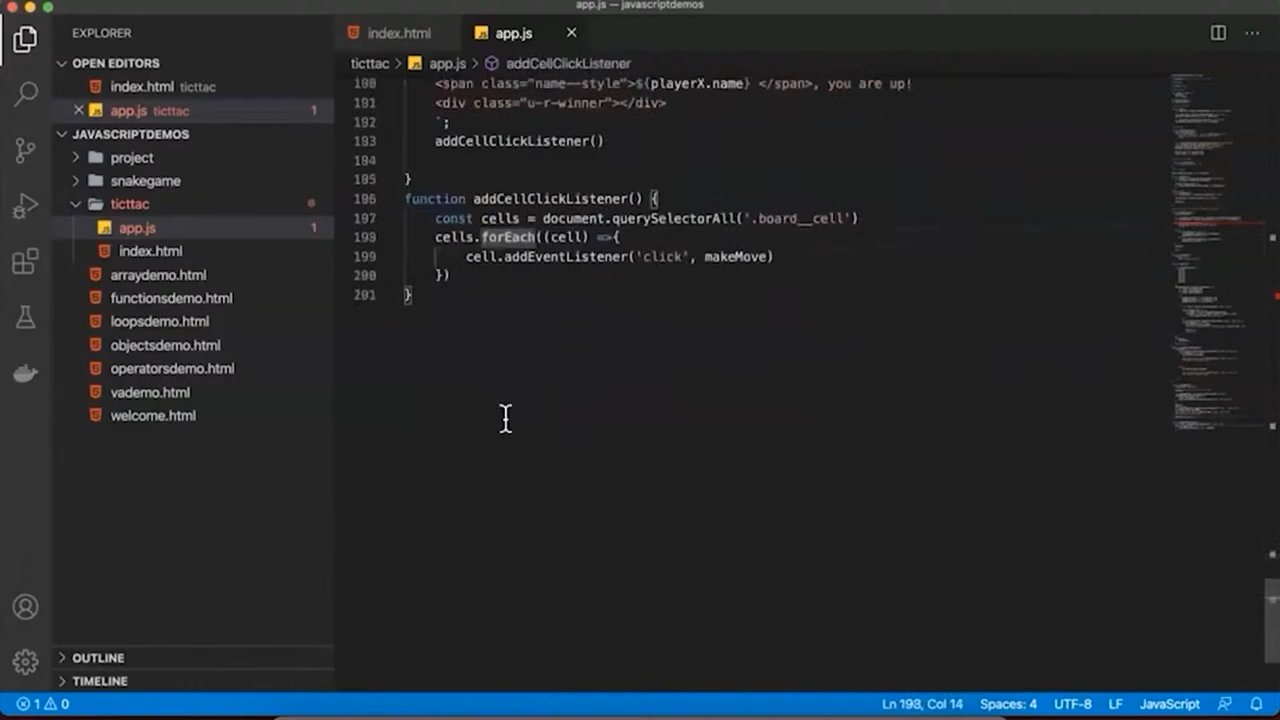 app.js — javascriptdemos
EXPLORER
index.html
app.js
OPEN EDITORS
index.html ticttac
app.js ticttac 1
JAVASCRIPTDEMOS
project
snakegame
ticttac
app.js 1
index.html
arraydemo.html
functionsdemo.html
loopsdemo.html
objectsdemo.html
operatorsdemo.html
vademo.html
welcome.html
OUTLINE
TIMELINE
ticttac > app.js > addCellClickListener
190 <span class="name--style">${playerX.name} </span>, you are up!
191 <div class="u-r-winner"></div>
192 `;
193 addCellClickListener()
194
195 }
196 function addCellClickListener() {
197 const cells = document.querySelectorAll('.board__cell')
198 cells.forEach((cell) =>{
199 cell.addEventListener('click', makeMove)
200 })
201 }
1 0
Ln 198, Col 14 Spaces: 4 UTF-8 LF JavaScript